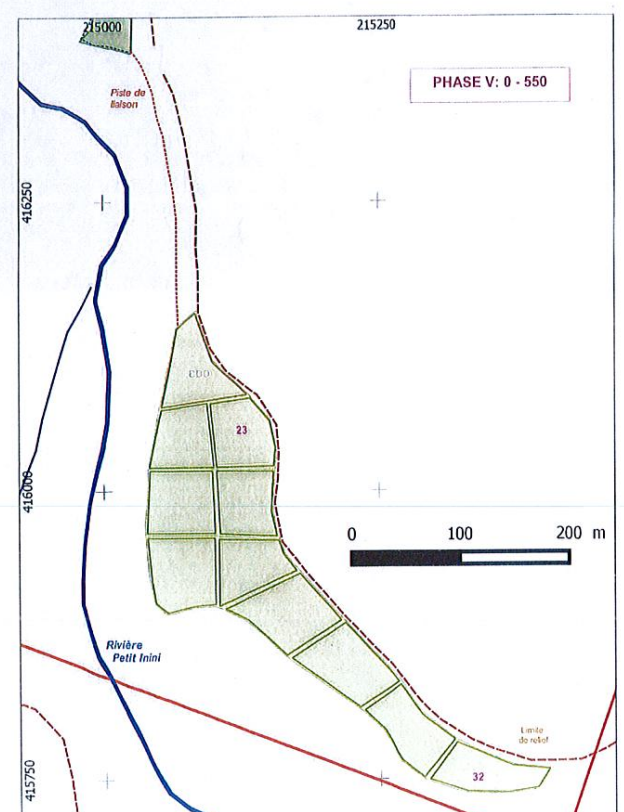 215000
215250
PHASE V: 0 - 550
Piste de
liaison
416250
23
416000
0 100 200 m
Rivière
Petit Inini
Limite
de relief
32
415750